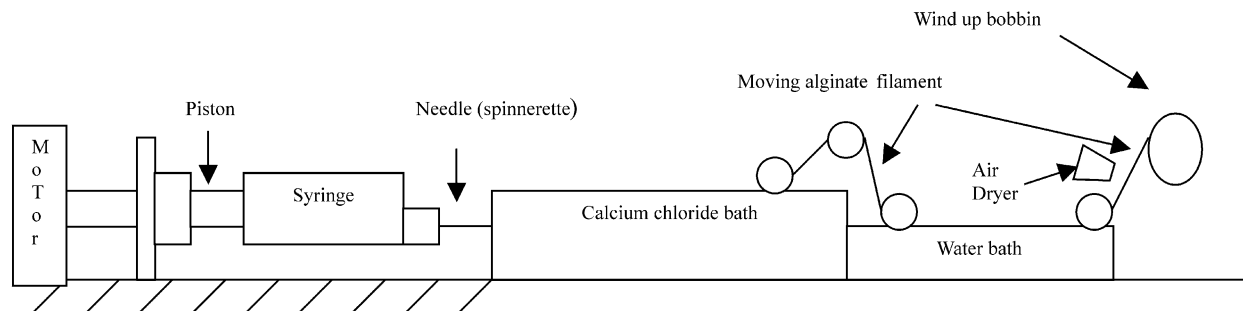 Wind up bobbin
Moving alginate filament
Piston
Needle (spinnerette)
M
o
T
o
r
Syringe
Calcium chloride bath
Air
Dryer
Water bath